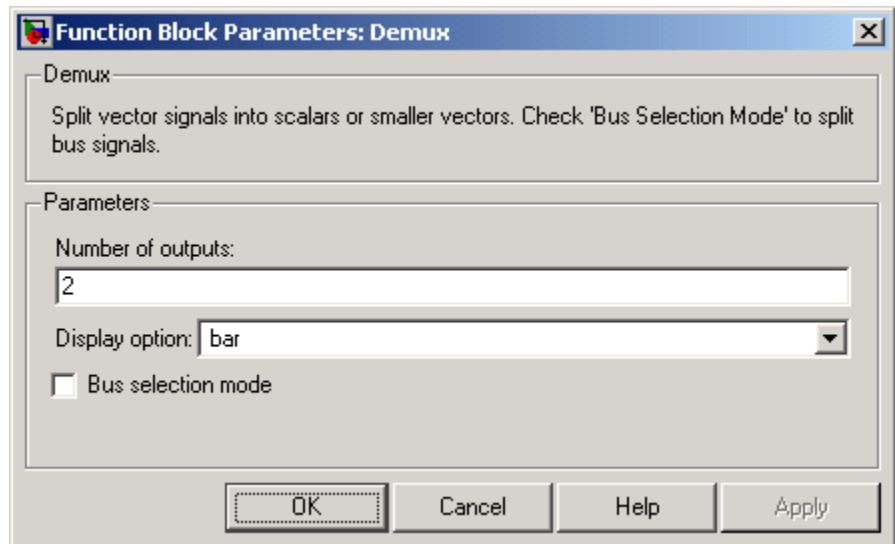 Function Block Parameters: Demux
Demux
Split vector signals into scalars or smaller vectors. Check 'Bus Selection Mode' to split
bus signals.
Parameters
Number of outputs:
2
Display option: bar
Bus selection mode
OK Cancel Help Apply